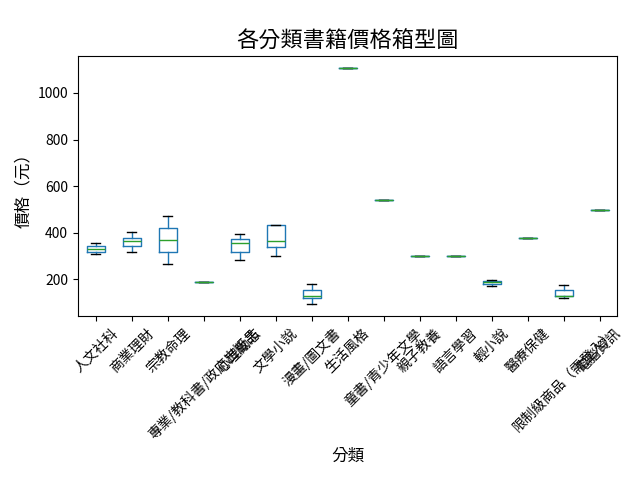 各分類書籍價格箱型圖
價格（元）
1000
800
600
400
200
人文社科
商業理財
宗教命理
專業/教科書/政府出版品
心理勵志
文學小說
漫畫/圖文書
生活風格
童書/青少年文學
親子教養
語言學習
輕小說
醫療保健
限制級商品（需登入）
電腦資訊
分類